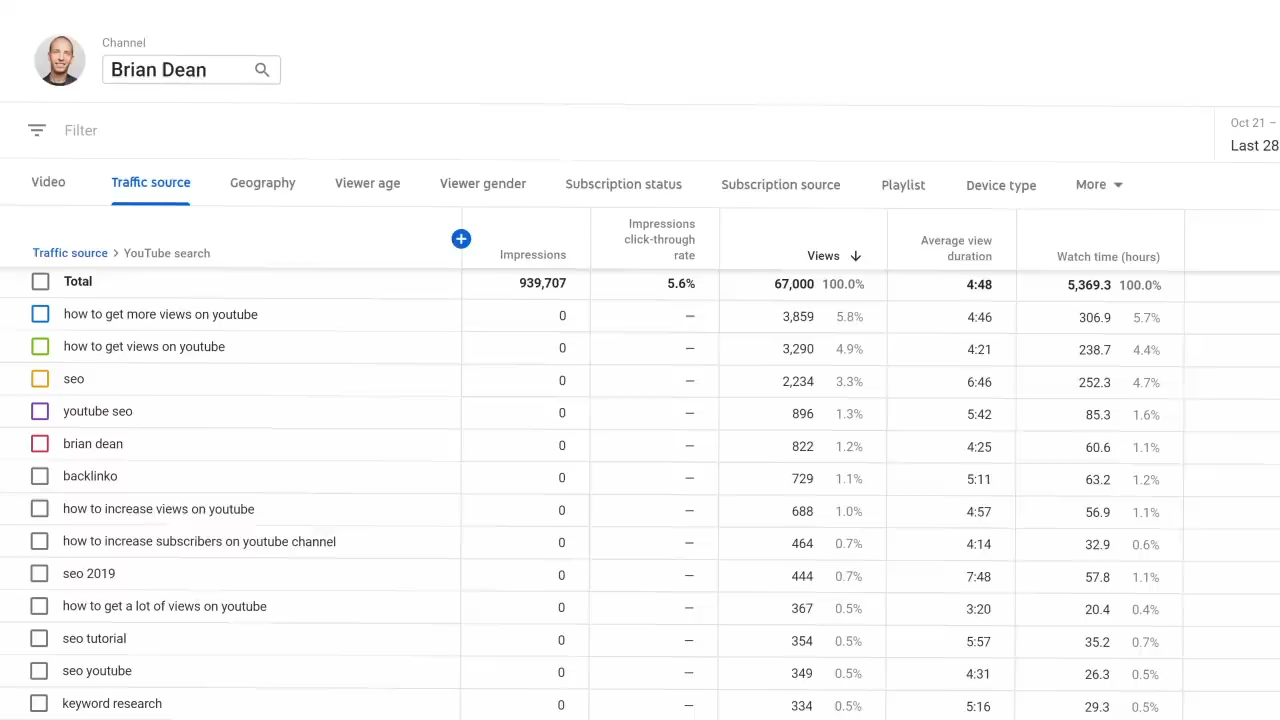 Channel
Brian Dean
Filter
Oct 21 –
Last 28
Video Traffic source Geography Viewer age Viewer gender Subscription status Subscription source Playlist Device type More
Traffic source > YouTube search Impressions Impressions click-through rate Views Average view duration Watch time (hours)
Total 939,707 5.6% 67,000 100.0% 4:48 5,369.3 100.0%
how to get more views on youtube 0 — 3,859 5.8% 4:46 306.9 5.7%
how to get views on youtube 0 — 3,290 4.9% 4:21 238.7 4.4%
seo 0 — 2,234 3.3% 6:46 252.3 4.7%
youtube seo 0 — 896 1.3% 5:42 85.3 1.6%
brian dean 0 — 822 1.2% 4:25 60.6 1.1%
backlinko 0 — 729 1.1% 5:11 63.2 1.2%
how to increase views on youtube 0 — 688 1.0% 4:57 56.9 1.1%
how to increase subscribers on youtube channel 0 — 464 0.7% 4:14 32.9 0.6%
seo 2019 0 — 444 0.7% 7:48 57.8 1.1%
how to get a lot of views on youtube 0 — 367 0.5% 3:20 20.4 0.4%
seo tutorial 0 — 354 0.5% 5:57 35.2 0.7%
seo youtube 0 — 349 0.5% 4:31 26.3 0.5%
keyword research 0 — 334 0.5% 5:16 29.3 0.5%